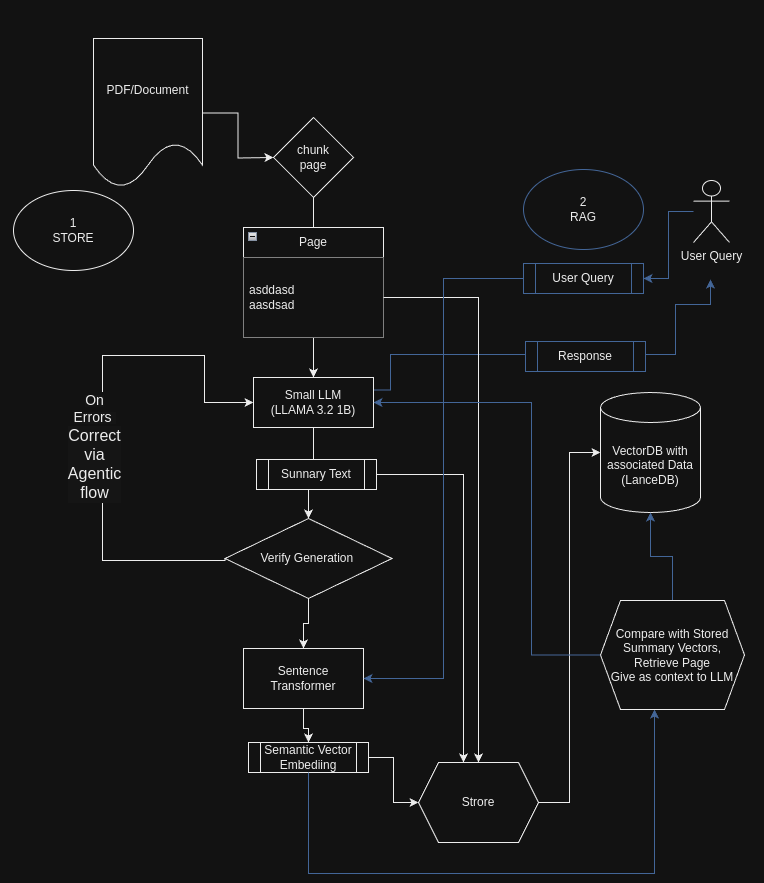 PDF/Document
chunk
page
1
STORE
2
RAG
User Query
Page
User Query
asddasd
aasdsad
Response
Small LLM
(LLAMA 3.2 1B)
On
Errors
Correct
via
Agentic
flow
VectorDB with
associated Data
(LanceDB)
Sunnary Text
Verify Generation
Compare with Stored
Summary Vectors,
Retrieve Page
Give as context to LLM
Sentence
Transformer
Semantic Vector
Embediing
Strore